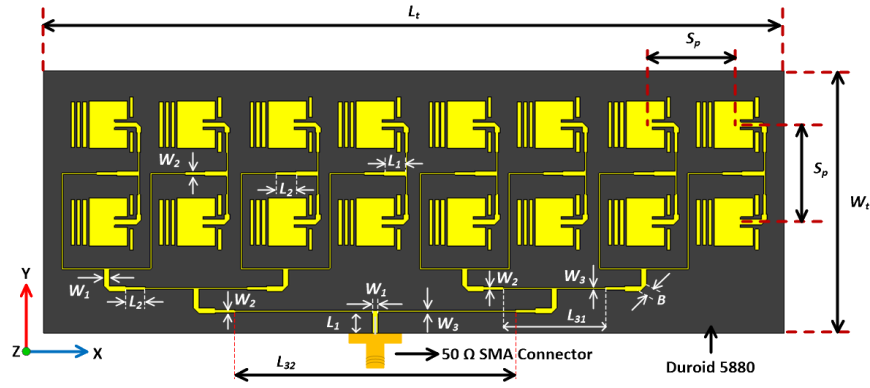 Lt
Sp
W2
L1
L2
Sp
Wt
Y
W1
L2
W2
L1
W1
W3
W2
W3
B
L31
Z
X
L32
50 Ω SMA Connector
Duroid 5880